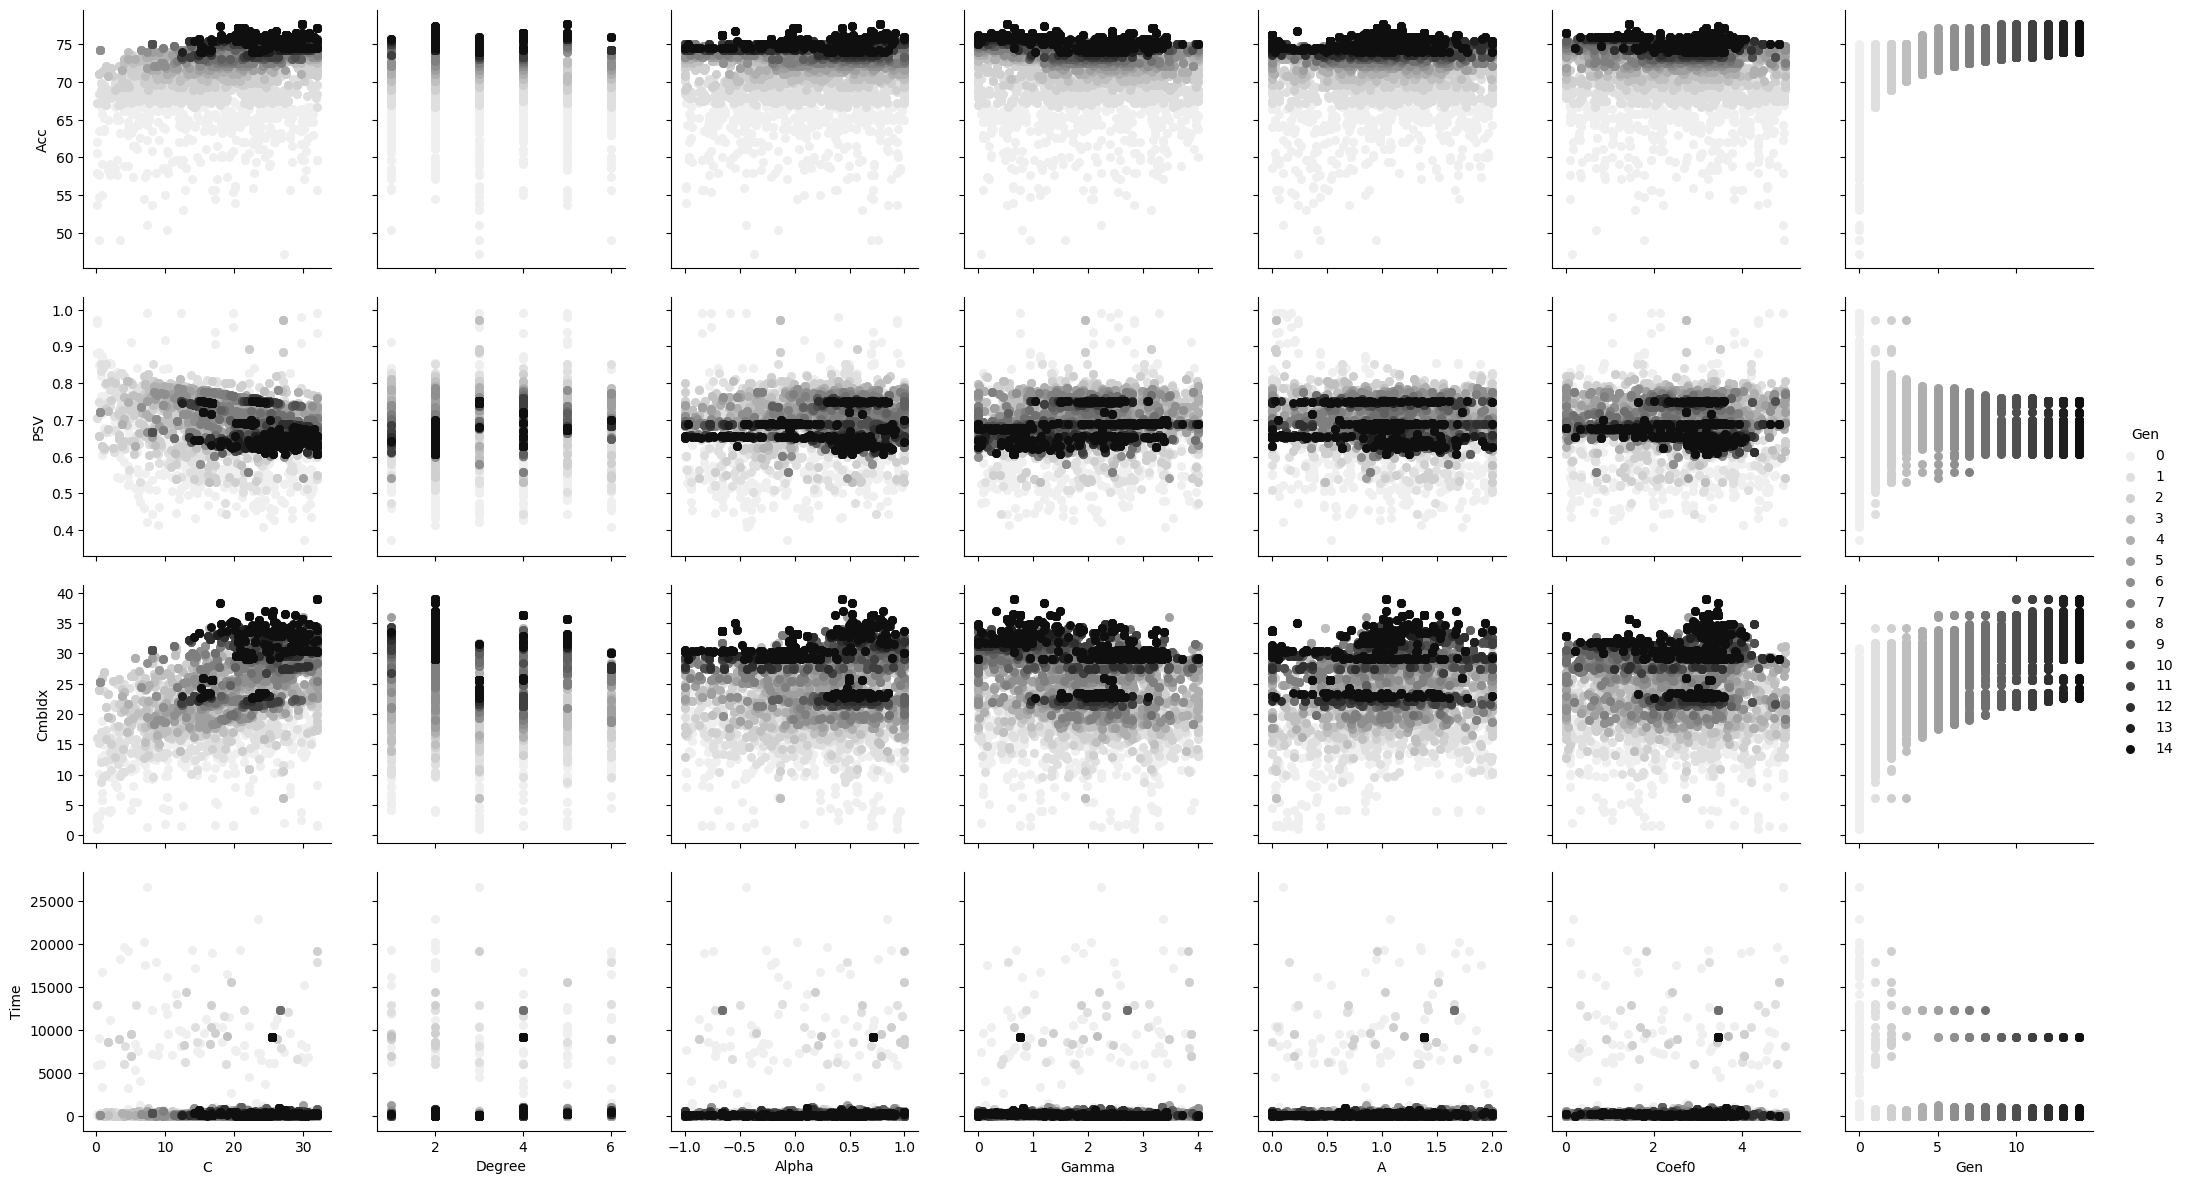 Acc
75
70
65
60
55
50
PSV
1.0
0.9
0.8
0.7
0.6
0.5
0.4
CmbIdx
40
35
30
25
20
15
10
5
0
Time
25000
20000
15000
10000
5000
0
0 10 20 30
C
2 4 6
Degree
−1.0 −0.5 0.0 0.5 1.0
Alpha
0 1 2 3 4
Gamma
0.0 0.5 1.0 1.5 2.0
A
0 2 4
Coef0
0 5 10
Gen
Gen
0
1
2
3
4
5
6
7
8
9
10
11
12
13
14